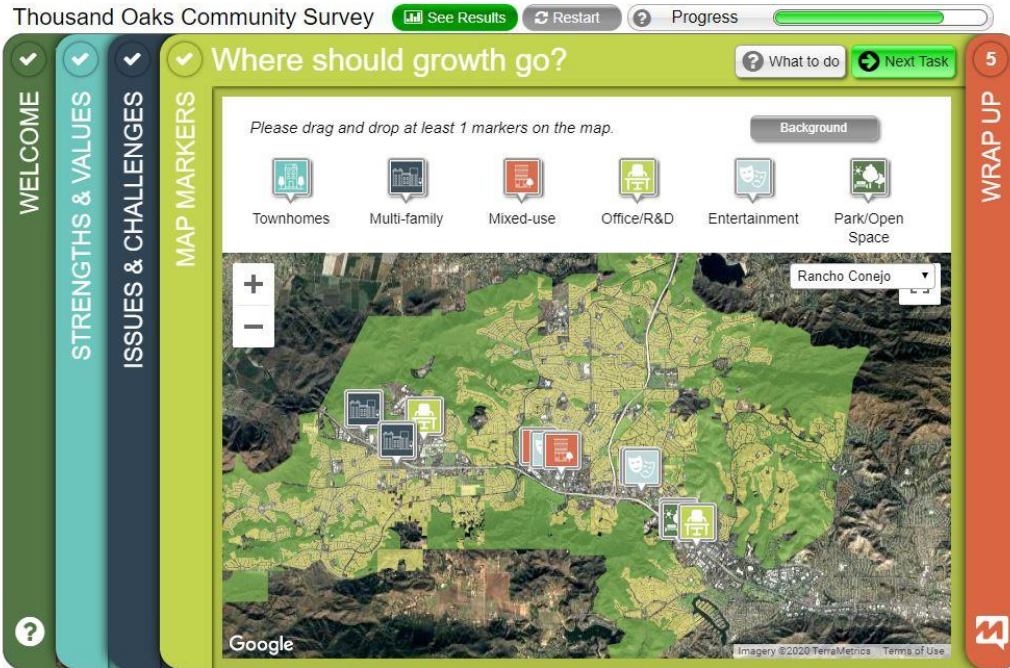 Thousand Oaks Community Survey
See Results
Restart
? Progress
WELCOME
?
STRENGTHS & VALUES
ISSUES & CHALLENGES
MAP MARKERS
Where should growth go?
? What to do
Next Task
Please drag and drop at least 1 markers on the map.
Background
Townhomes
Multi-family
Mixed-use
Office/R&D
Entertainment
Park/Open
Space
+
−
Rancho Conejo
Google
Imagery ©2020 TerraMetrics
Terms of Use
5
WRAP UP